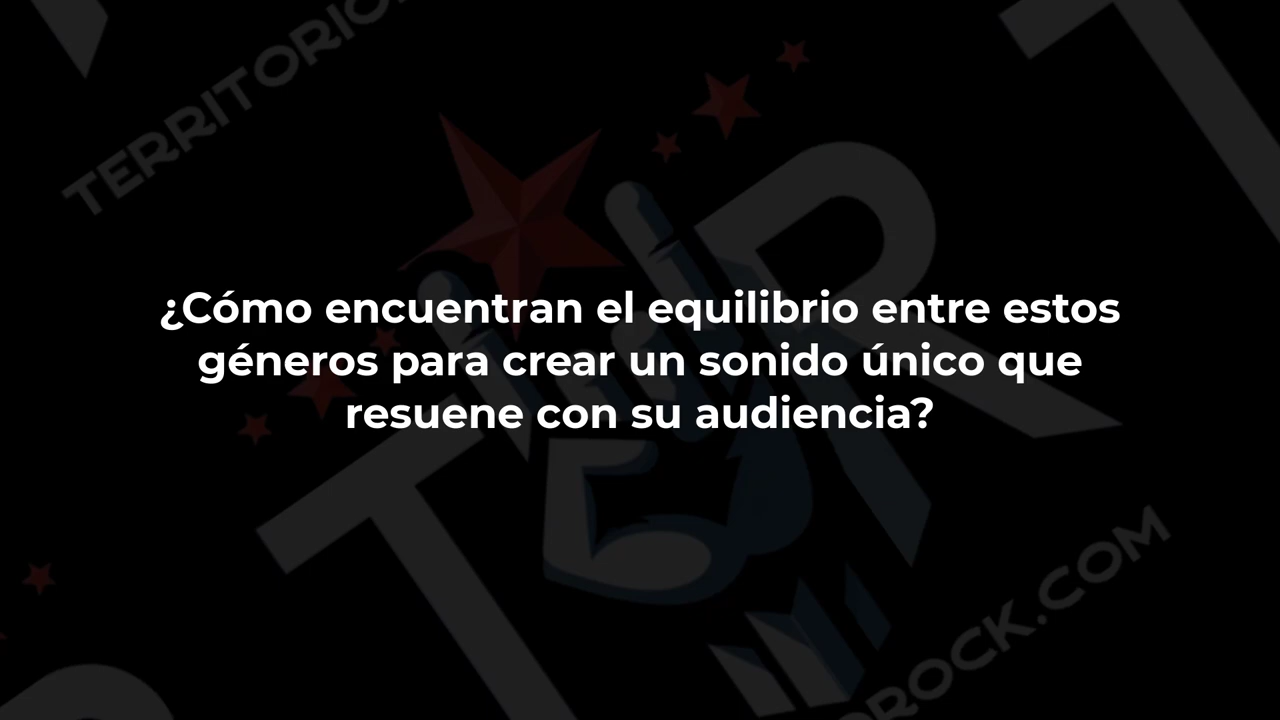 TERRITORIO
¿Cómo encuentran el equilibrio entre estos
géneros para crear un sonido único que
resuene con su audiencia?
ROCK.COM